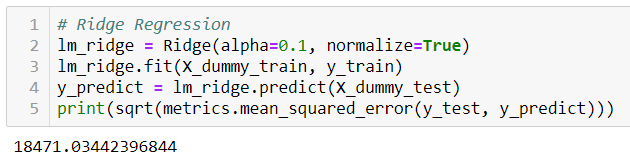 1 # Ridge Regression
2 lm_ridge = Ridge(alpha=0.1, normalize=True)
3 lm_ridge.fit(X_dummy_train, y_train)
4 y_predict = lm_ridge.predict(X_dummy_test)
5 print(sqrt(metrics.mean_squared_error(y_test, y_predict)))
18471.03442396844